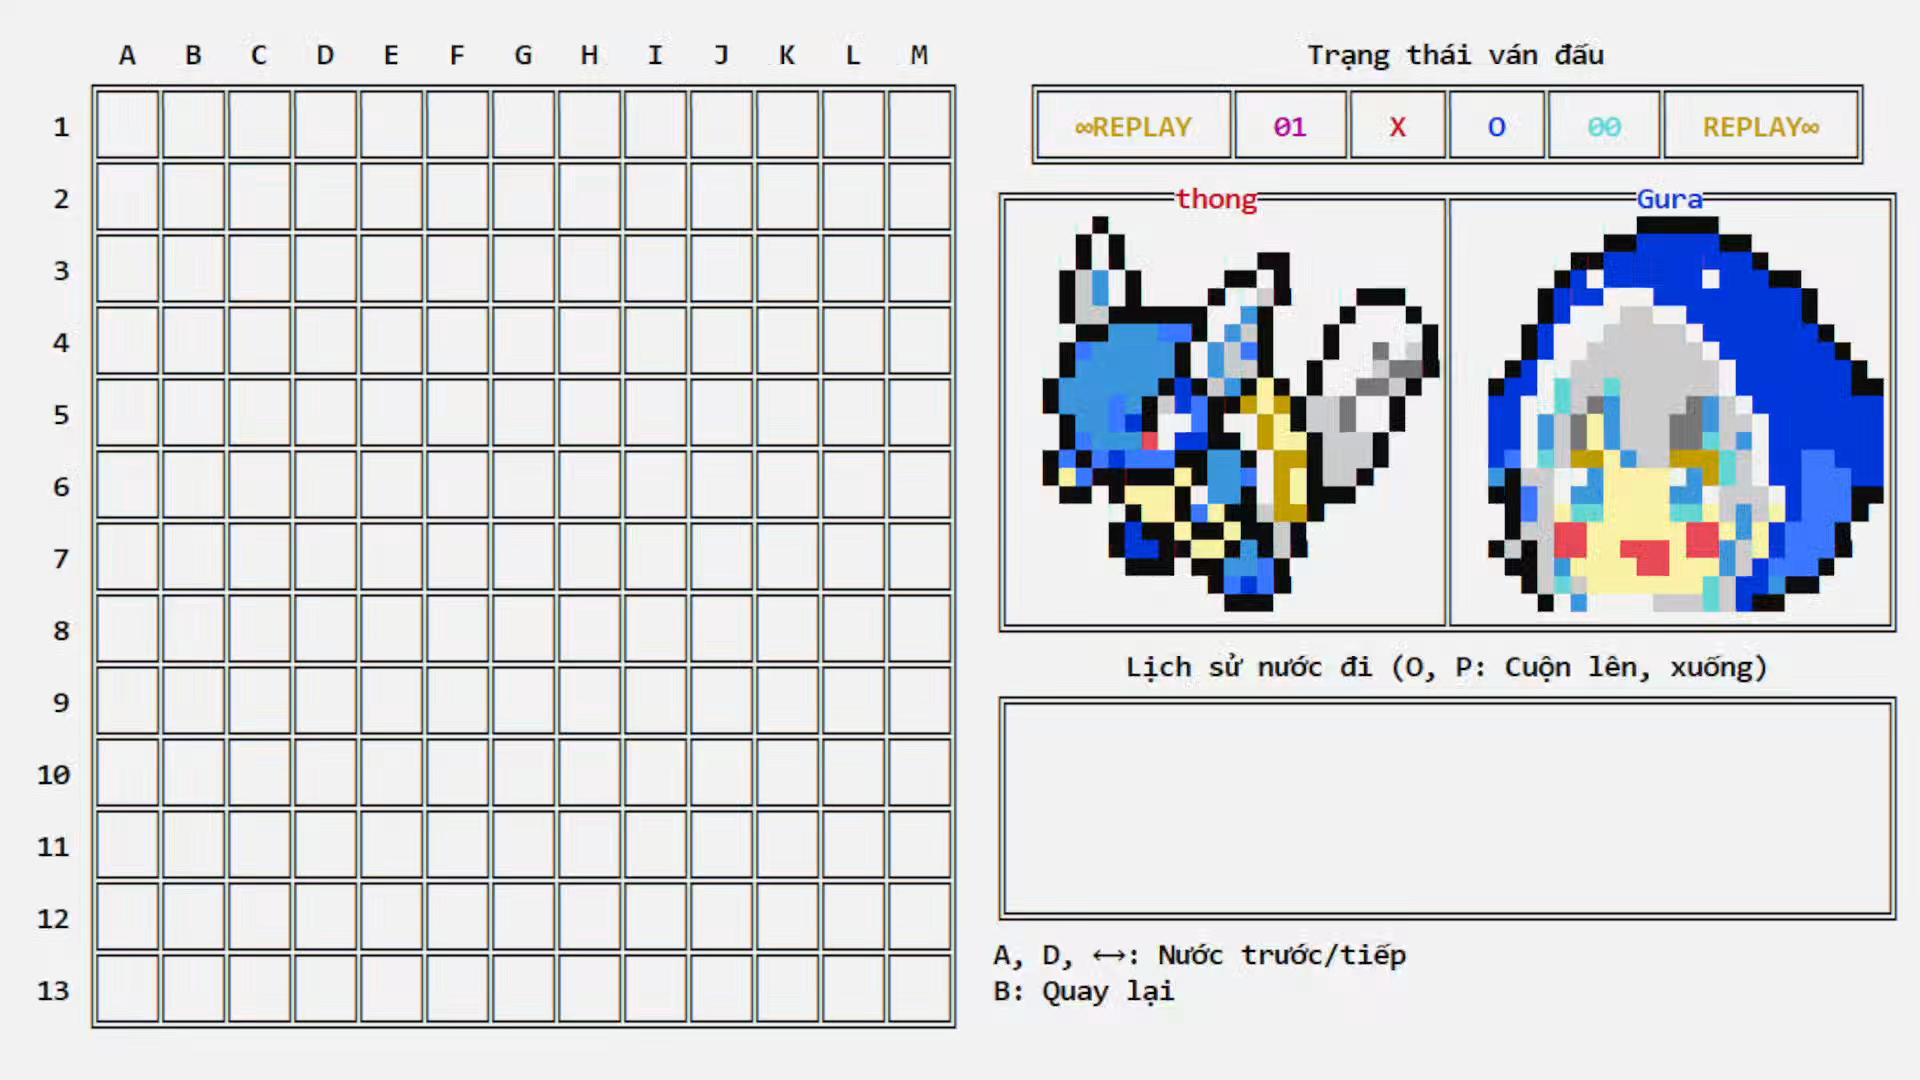 A B C D E F G H I J K L M
Trạng thái ván đấu
1
∞REPLAY 01 X O 00 REPLAY∞
2
thong Gura
3
4
5
6
7
8
Lịch sử nước đi (O, P: Cuộn lên, xuống)
9
10
11
12
A, D, ↔: Nước trước/tiếp
13
B: Quay lại